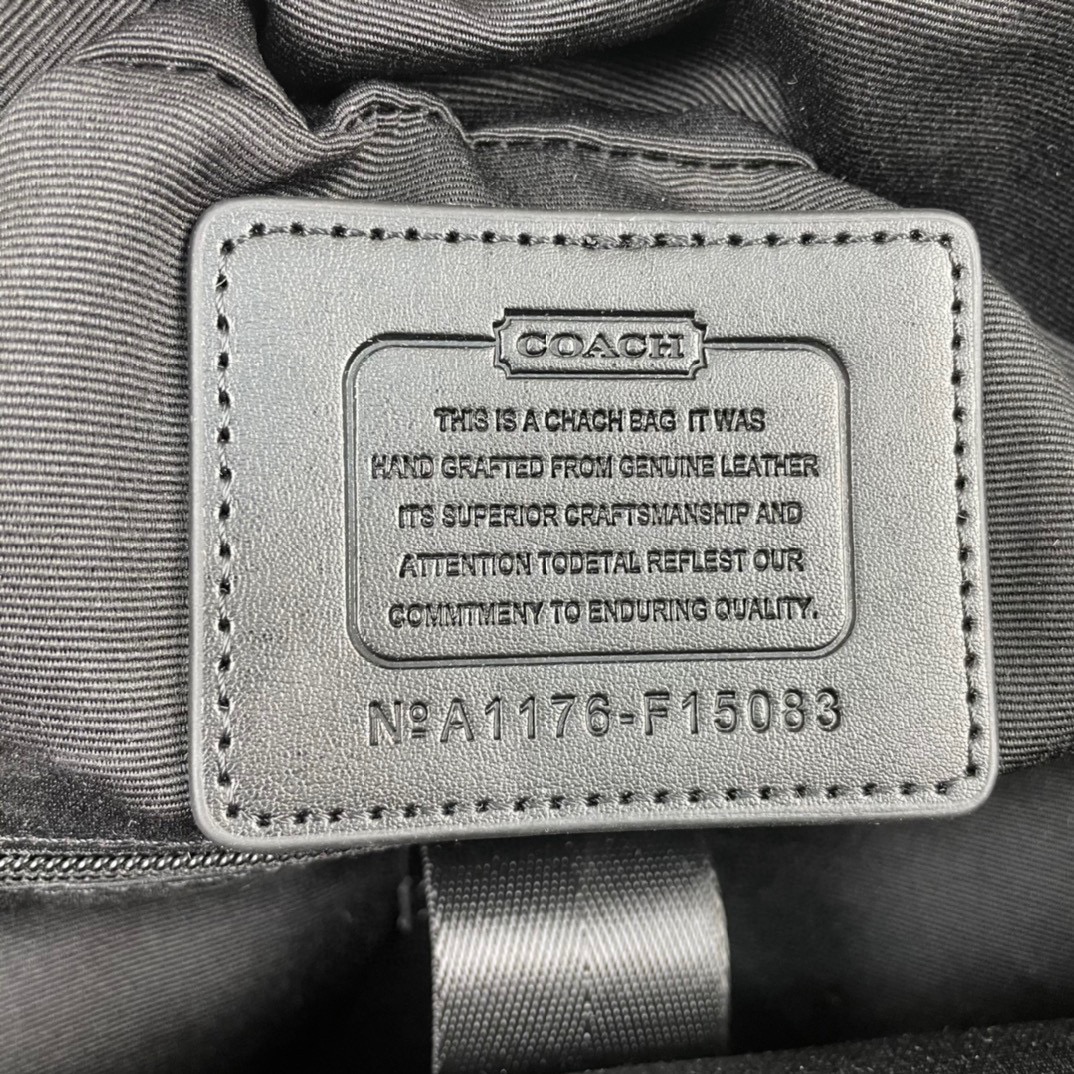 COACH
THIS IS A CHACH BAG IT WAS
HAND GRAFTED FROM GENUINE LEATHER
ITS SUPERIOR CRAFTSMANSHIP AND
ATTENTION TODETAL REFLEST OUR
COMMTMENY TO ENDURING QUALITY.
№A1176-F15083